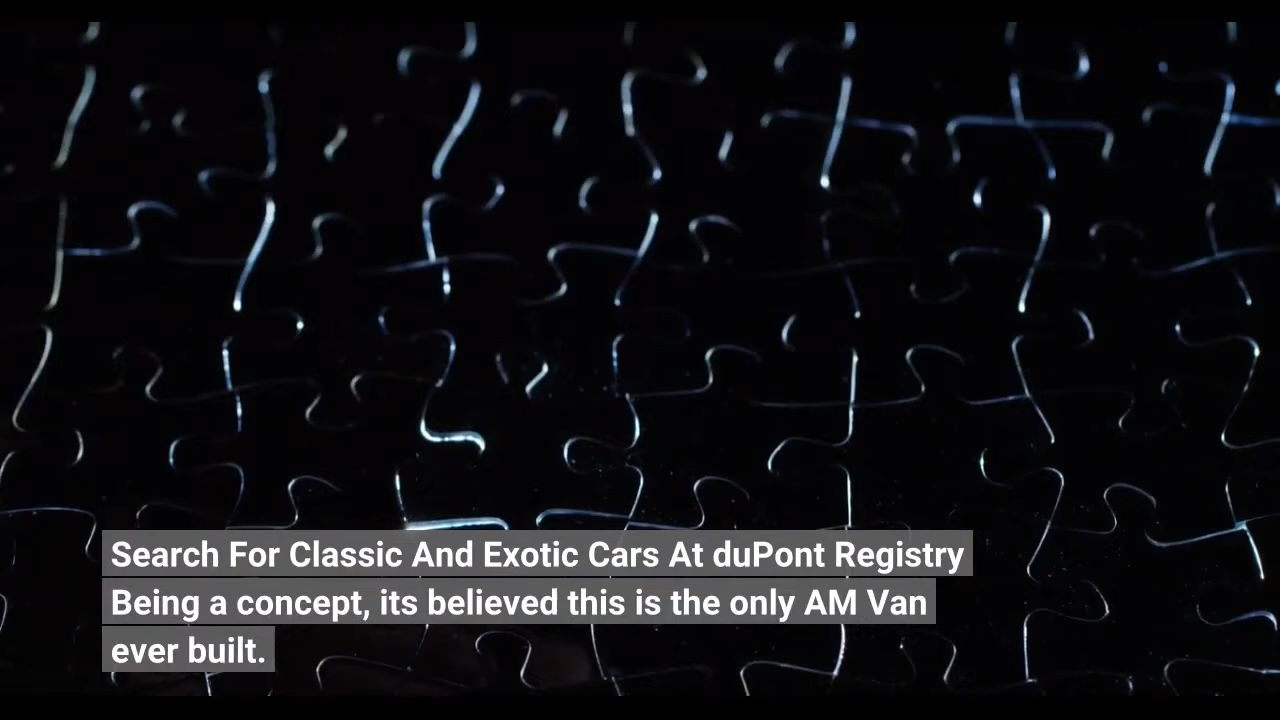 Search For Classic And Exotic Cars At duPont Registry
Being a concept, its believed this is the only AM Van
ever built.